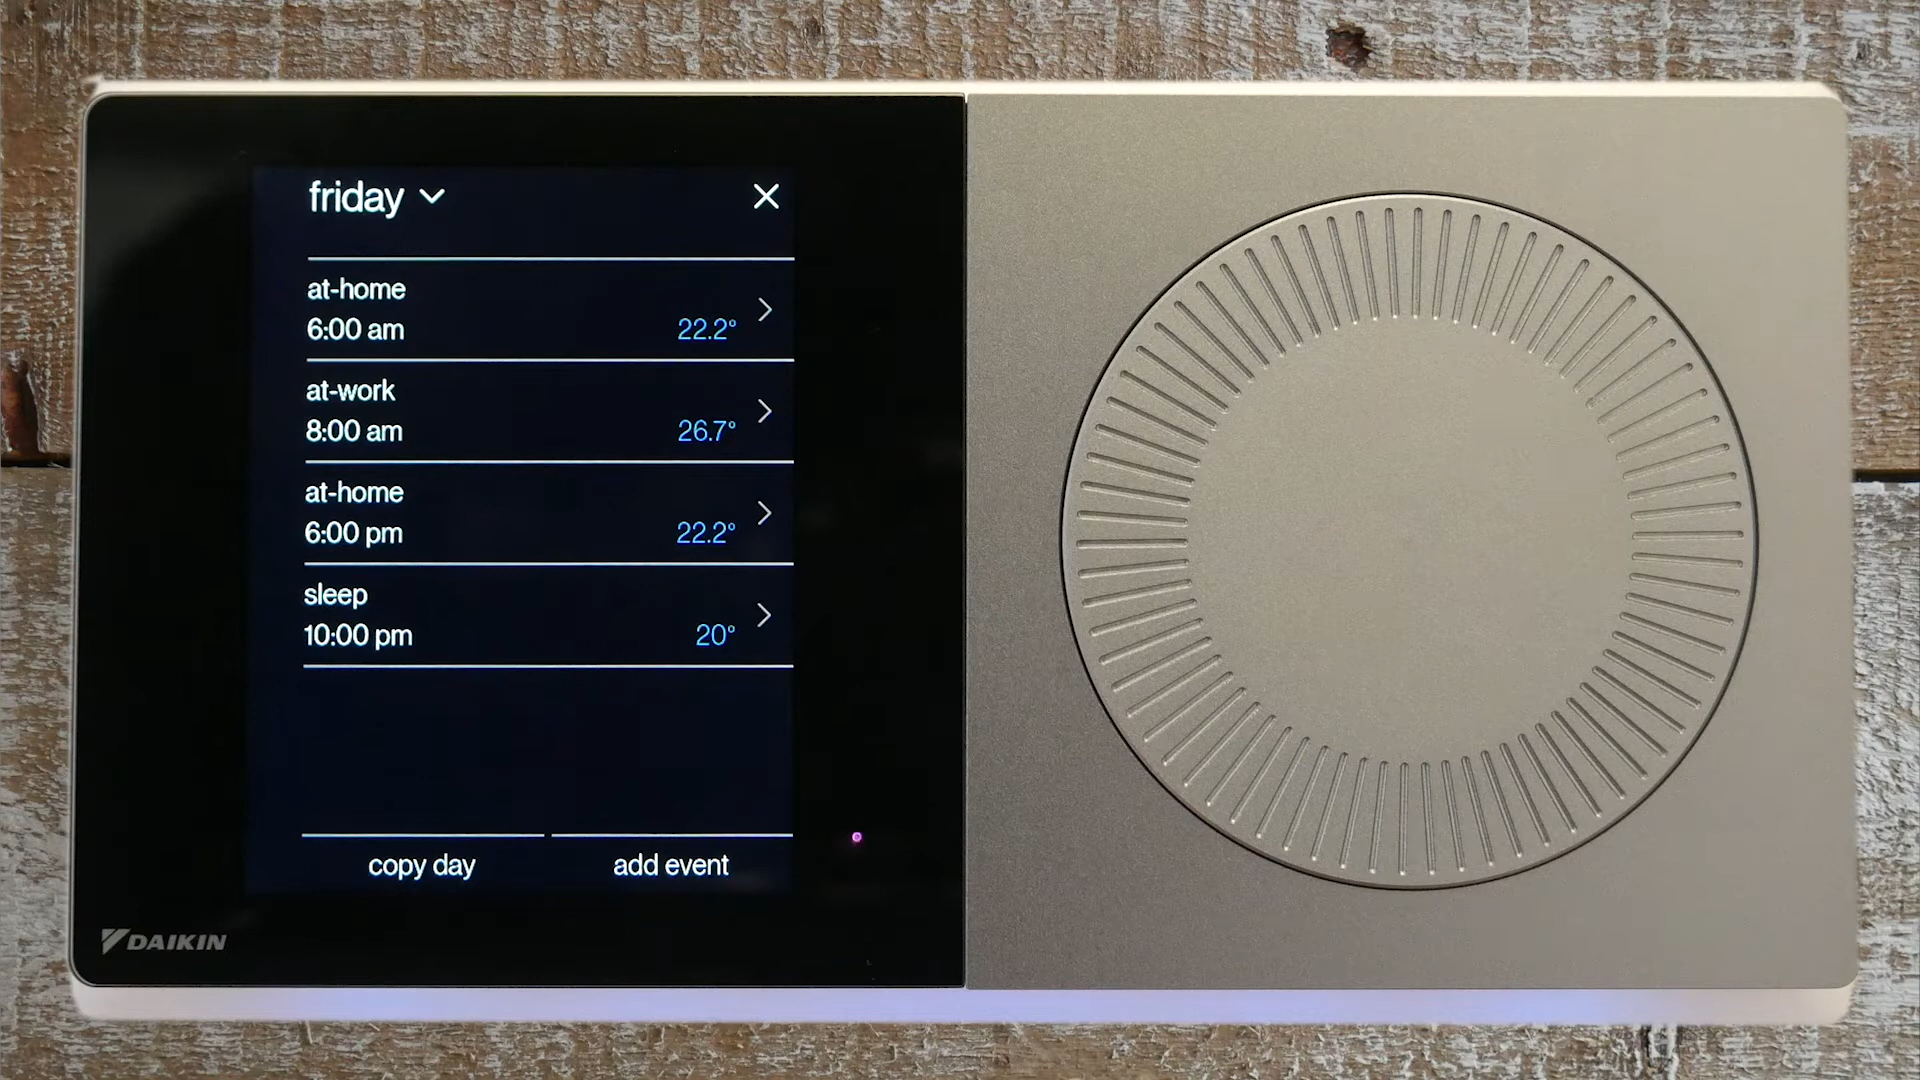 friday
at-home
6:00 am
22.2°
at-work
8:00 am
26.7°
at-home
6:00 pm
22.2°
sleep
10:00 pm
20°
copy day
add event
DAIKIN